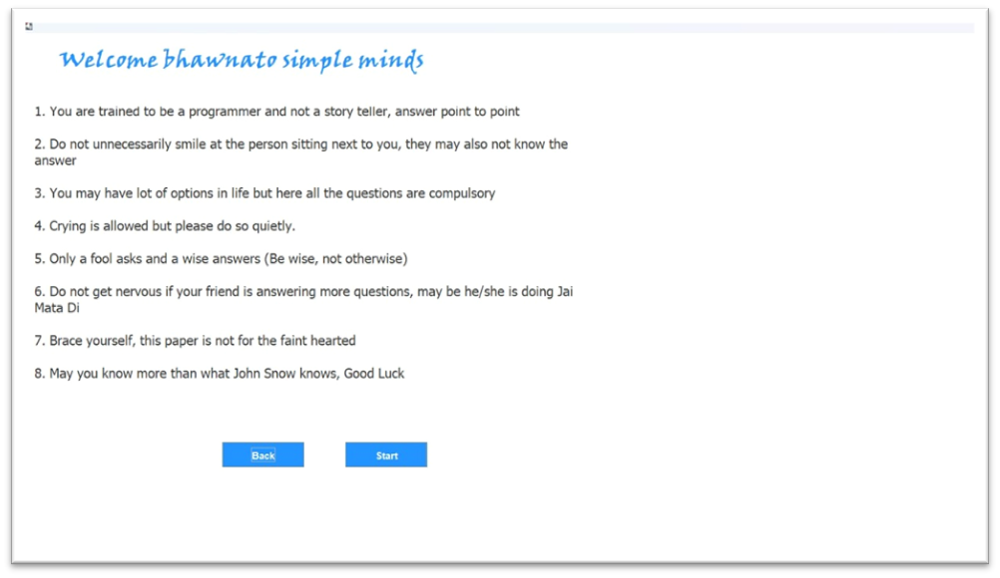 Welcome bhawnato simple minds
1. You are trained to be a programmer and not a story teller, answer point to point
2. Do not unnecessarily smile at the person sitting next to you, they may also not know the
answer
3. You may have lot of options in life but here all the questions are compulsory
4. Crying is allowed but please do so quietly.
5. Only a fool asks and a wise answers (Be wise, not otherwise)
6. Do not get nervous if your friend is answering more questions, may be he/she is doing Jai
Mata Di
7. Brace yourself, this paper is not for the faint hearted
8. May you know more than what John Snow knows, Good Luck
Back
Start